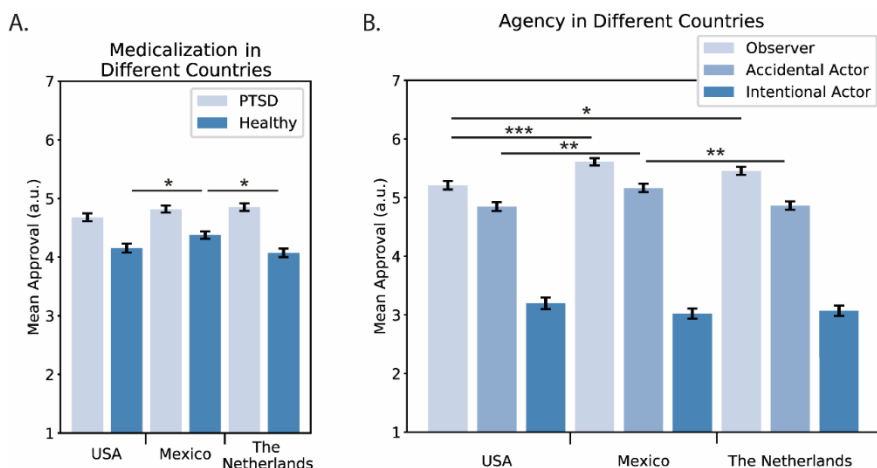 A.
Medicalization in
Different Countries
7
6
5
4
3
2
1
Mean Approval (a.u.)
PTSD
Healthy
*
*
USA
Mexico
The
Netherlands
B.
Agency in Different Countries
7
6
5
4
3
2
1
Mean Approval (a.u.)
Observer
Accidental Actor
Intentional Actor
*
***
**
**
USA
Mexico
The Netherlands